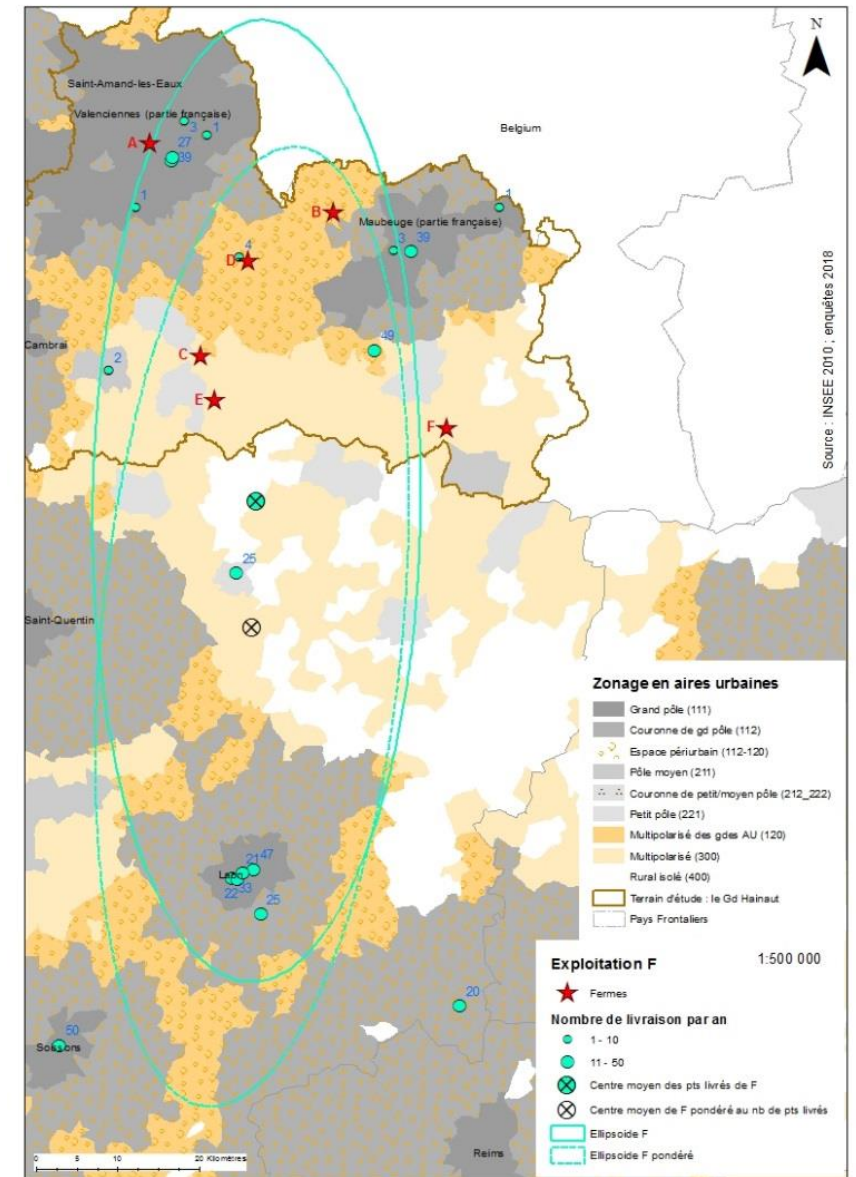 N
Saint-Amand-les-Eaux
Valenciennes (partie française)
3
1
A
27
39
Belgium
1
B
1
Maubeuge (partie française)
3
39
D
4
49
Cambrai
2
C
E
F
25
Saint-Quentin
Source : INSEE 2010 ; enquêtes 2018
Zonage en aires urbaines
Grand pôle (111)
Couronne de gd pôle (112)
Espace périurbain (112-120)
Pôle moyen (211)
Couronne de petit/moyen pôle (212_222)
Petit pôle (221)
Multipolarisé des gdes AU (120)
Multipolarisé (300)
Rural isolé (400)
Terrain d'étude : le Gd Hainaut
Pays Frontaliers
21
47
Laon
22
33
25
20
50
Soissons
Reims
Exploitation F
1:500 000
Fermes
Nombre de livraison par an
1 - 10
11 - 50
Centre moyen des pts livrés de F
Centre moyen de F pondéré au nb de pts livrés
Ellipsoide F
Ellipsoide F pondéré
0 5 10 20 Kilomètres